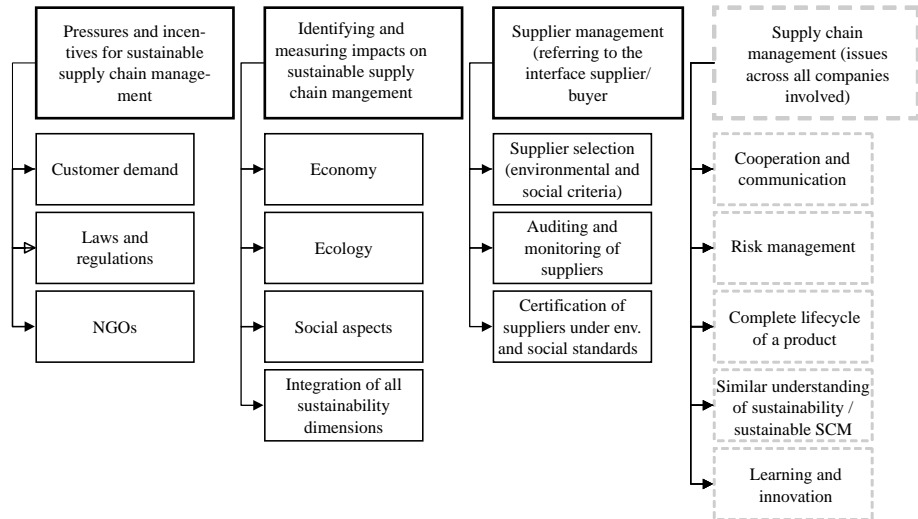 Pressures and incen-
tives for sustainable
supply chain manage-
ment
Customer demand
Laws and
regulations
NGOs
Identifying and
measuring impacts on
sustainable supply
chain mangement
Economy
Ecology
Social aspects
Integration of all
sustainability
dimensions
Supplier management
(referring to the
interface supplier/
buyer
Supplier selection
(environmental and
social criteria)
Auditing and
monitoring of
suppliers
Certification of
suppliers under env.
and social standards
Supply chain
management (issues
across all companies
involved)
Cooperation and
communication
Risk management
Complete lifecycle
of a product
Similar understanding
of sustainability /
sustainable SCM
Learning and
innovation